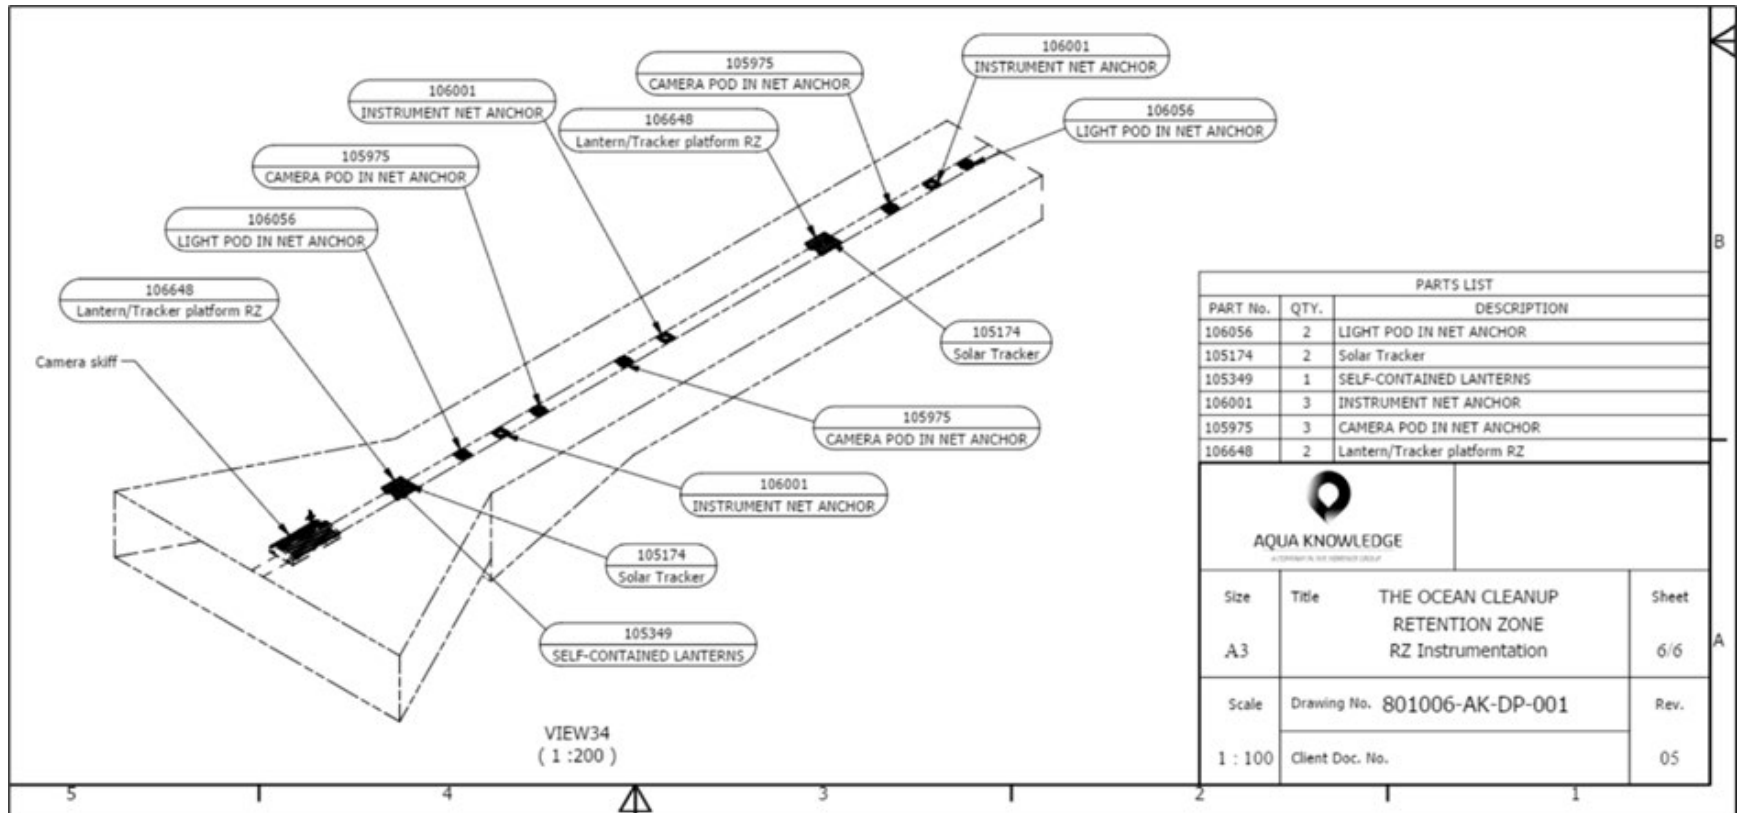 106001
INSTRUMENT NET ANCHOR
105975
CAMERA POD IN NET ANCHOR
106001
INSTRUMENT NET ANCHOR
106648
Lantern/Tracker platform RZ
106056
LIGHT POD IN NET ANCHOR
105975
CAMERA POD IN NET ANCHOR
106056
LIGHT POD IN NET ANCHOR
106648
Lantern/Tracker platform RZ
Camera skiff
105174
Solar Tracker
105975
CAMERA POD IN NET ANCHOR
106001
INSTRUMENT NET ANCHOR
105174
Solar Tracker
105349
SELF-CONTAINED LANTERNS
VIEW34
( 1 :200 )
B
A
PARTS LIST
PART No. QTY. DESCRIPTION
106056 2 LIGHT POD IN NET ANCHOR
105174 2 Solar Tracker
105349 1 SELF-CONTAINED LANTERNS
106001 3 INSTRUMENT NET ANCHOR
105975 3 CAMERA POD IN NET ANCHOR
106648 2 Lantern/Tracker platform RZ
AQUA KNOWLEDGE
Size Title THE OCEAN CLEANUP Sheet
RETENTION ZONE
A3 RZ Instrumentation 6/6
Scale Drawing No. 801006-AK-DP-001 Rev.
1 : 100 Client Doc. No. 05
5 4 3 2 1